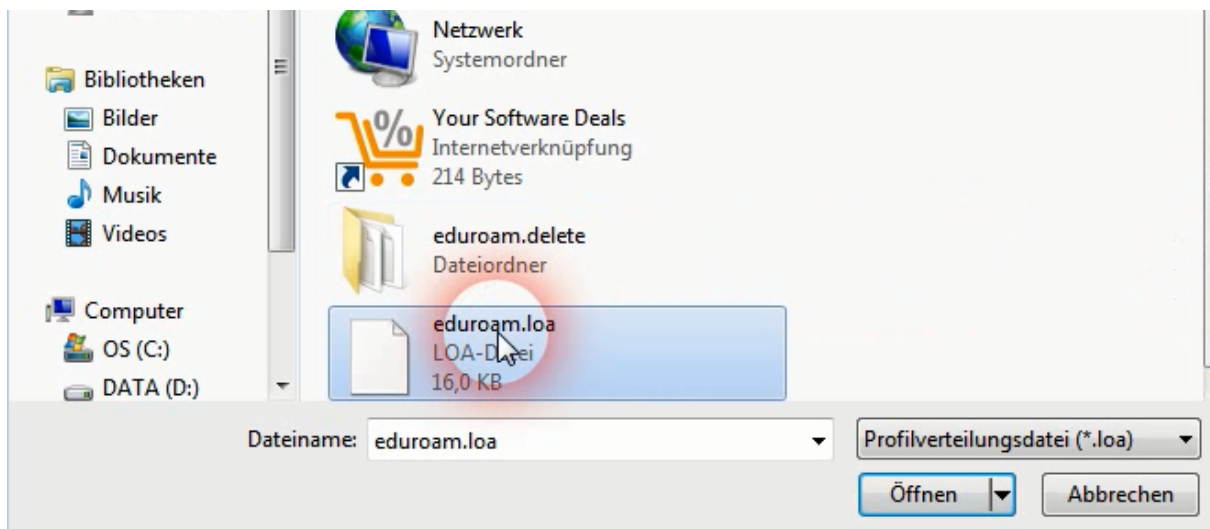 Bibliotheken
Bilder
Dokumente
Musik
Videos
Computer
OS (C:)
DATA (D:)
Netzwerk
Systemordner
%
Your Software Deals
Internetverknüpfung
214 Bytes
eduroam.delete
Dateiordner
eduroam.loa
16,0 KB
Dateiname: eduroam.loa
Profilverteilungsdatei (*.loa)
Öffnen
Abbrechen